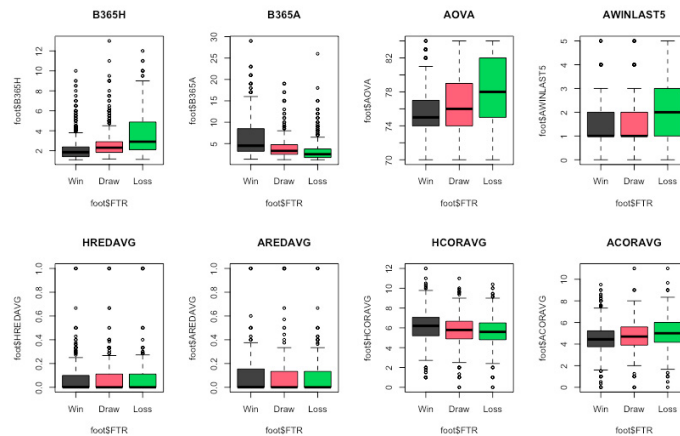 B365H
foot$B365H
12
10
8
6
4
2
Win Draw Loss
foot$FTR
B365A
foot$B365A
25
20
15
10
5
Win Draw Loss
foot$FTR
AOVA
foot$AOVA
82
78
74
70
Win Draw Loss
foot$FTR
AWINLAST5
foot$AWINLAST5
5
4
3
2
1
0
Win Draw Loss
foot$FTR
HREDAVG
foot$HREDAVG
1.0
0.8
0.6
0.4
0.2
0.0
Win Draw Loss
foot$FTR
AREDAVG
foot$AREDAVG
1.0
0.8
0.6
0.4
0.2
0.0
Win Draw Loss
foot$FTR
HCORAVG
foot$HCORAVG
12
10
8
6
4
2
0
Win Draw Loss
foot$FTR
ACORAVG
foot$ACORAVG
10
8
6
4
2
0
Win Draw Loss
foot$FTR